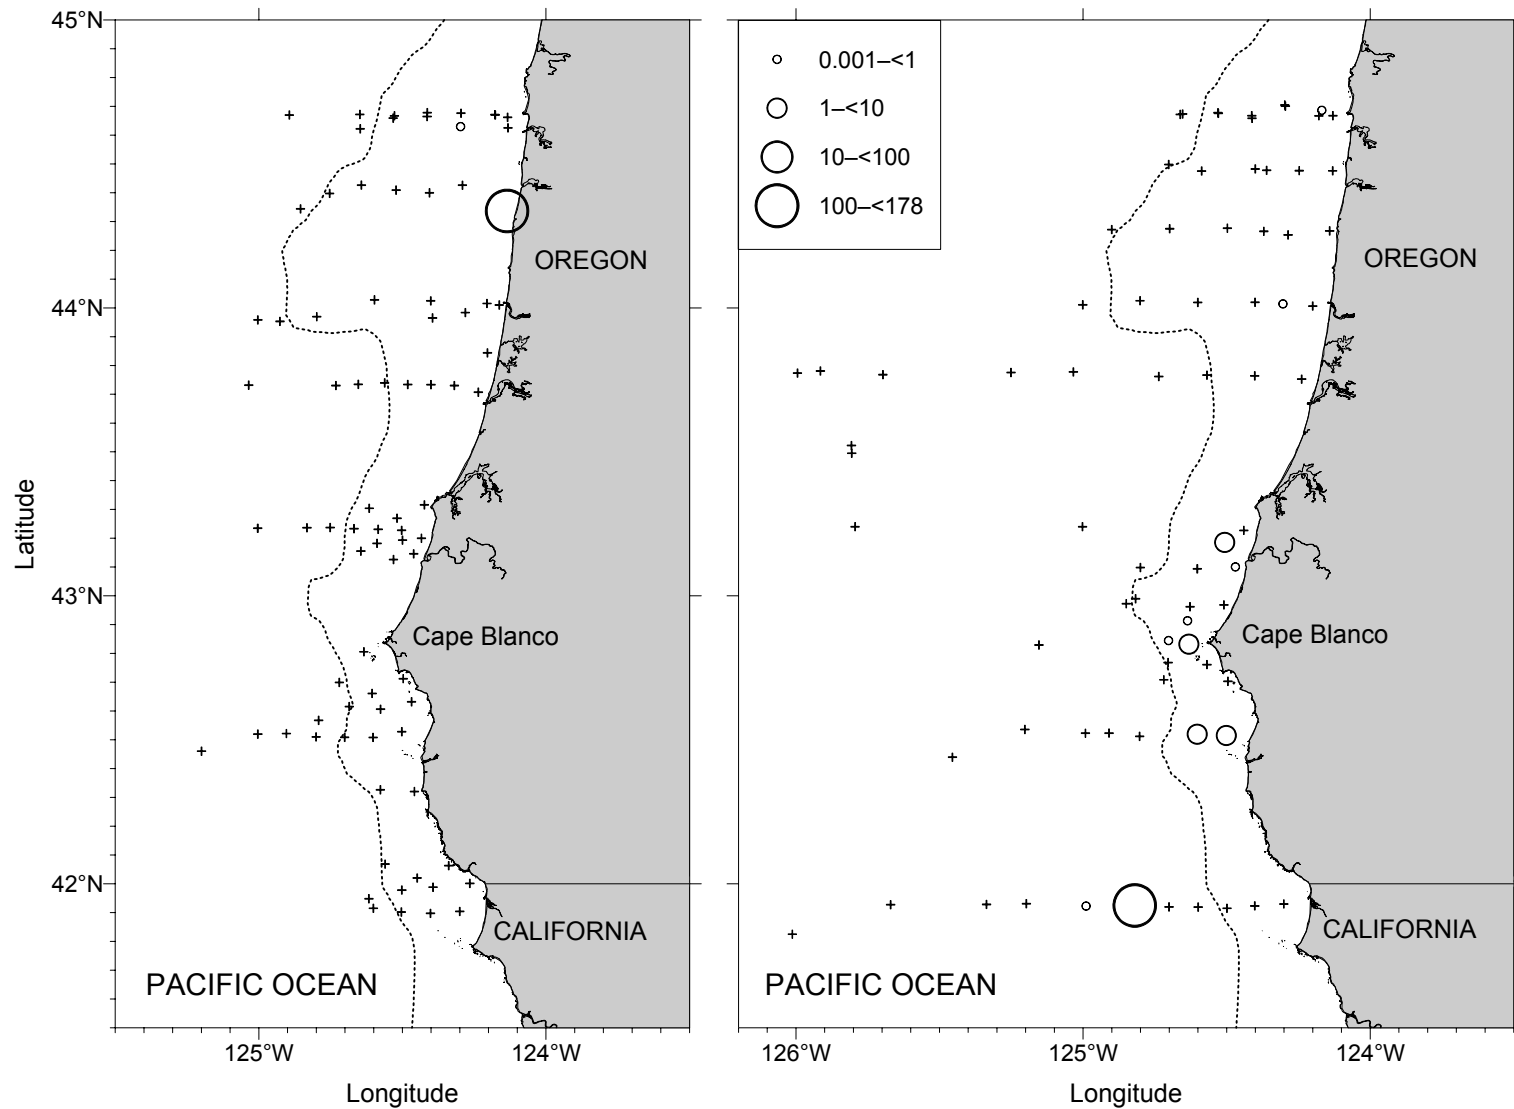 45°N
44°N
43°N
42°N
Latitude
OREGON
Cape Blanco
CALIFORNIA
PACIFIC OCEAN
125°W
124°W
Longitude
0.001–<1
1–<10
10–<100
100–<178
OREGON
Cape Blanco
CALIFORNIA
PACIFIC OCEAN
126°W
125°W
124°W
Longitude